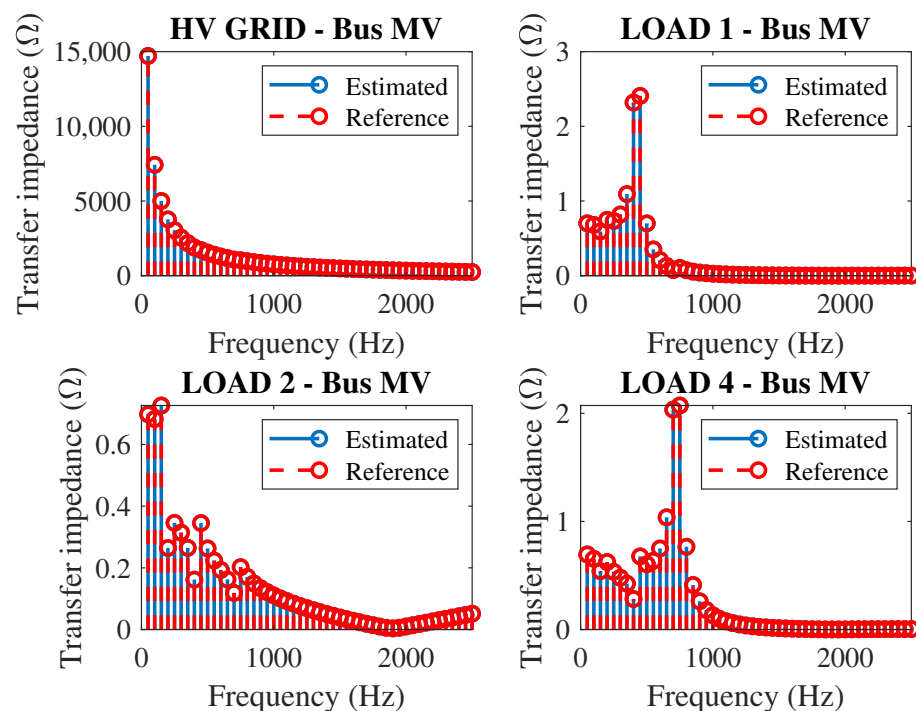 HV GRID - Bus MV
Transfer impedance (Ω)
15,000
10,000
5000
0
Estimated
Reference
0 1000 2000
Frequency (Hz)
LOAD 1 - Bus MV
Transfer impedance (Ω)
3
2
1
0
Estimated
Reference
0 1000 2000
Frequency (Hz)
LOAD 2 - Bus MV
Transfer impedance (Ω)
0.6
0.4
0.2
0
Estimated
Reference
0 1000 2000
Frequency (Hz)
LOAD 4 - Bus MV
Transfer impedance (Ω)
2
1
0
Estimated
Reference
0 1000 2000
Frequency (Hz)